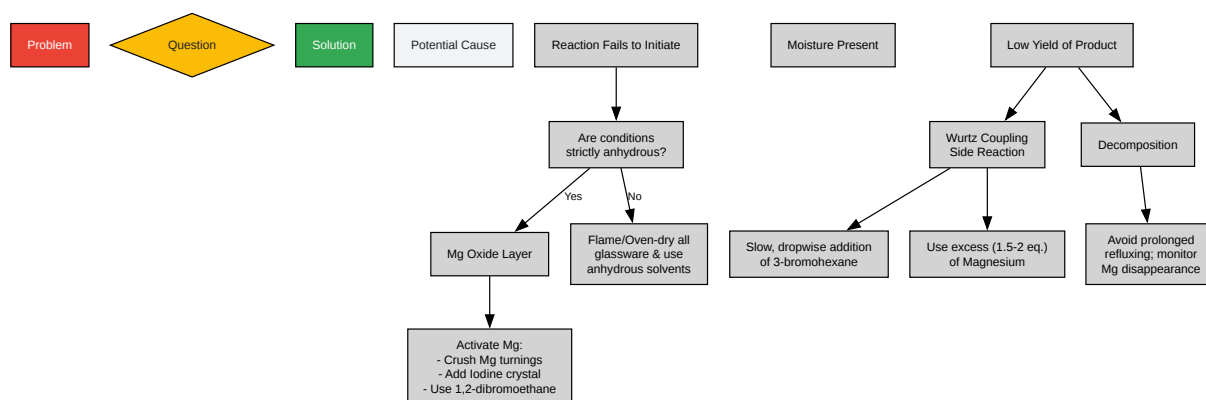 Problem
Question
Solution
Potential Cause
Reaction Fails to Initiate
Moisture Present
Low Yield of Product
Are conditions
strictly anhydrous?
Wurtz Coupling
Side Reaction
Decomposition
Yes
No
Mg Oxide Layer
Flame/Oven-dry all
glassware & use
anhydrous solvents
Slow, dropwise addition
of 3-bromohexane
Use excess (1.5-2 eq.)
of Magnesium
Avoid prolonged
refluxing; monitor
Mg disappearance
Activate Mg:
- Crush Mg turnings
- Add Iodine crystal
- Use 1,2-dibromoethane